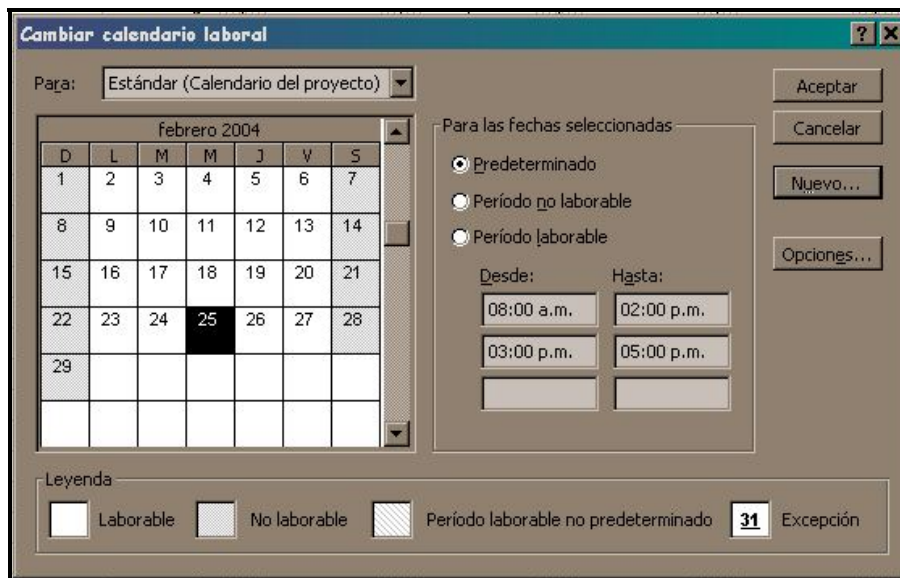 Cambiar calendario laboral
Para: Estándar (Calendario del proyecto)
febrero 2004
D L M M J V S
1 2 3 4 5 6 7
8 9 10 11 12 13 14
15 16 17 18 19 20 21
22 23 24 25 26 27 28
29
Para las fechas seleccionadas
Predeterminado
Período no laborable
Período laborable
Desde: Hasta:
08:00 a.m. 02:00 p.m.
03:00 p.m. 05:00 p.m.
Aceptar
Cancelar
Nuevo...
Opciones...
Leyenda
Laborable No laborable Período laborable no predeterminado 31 Excepción